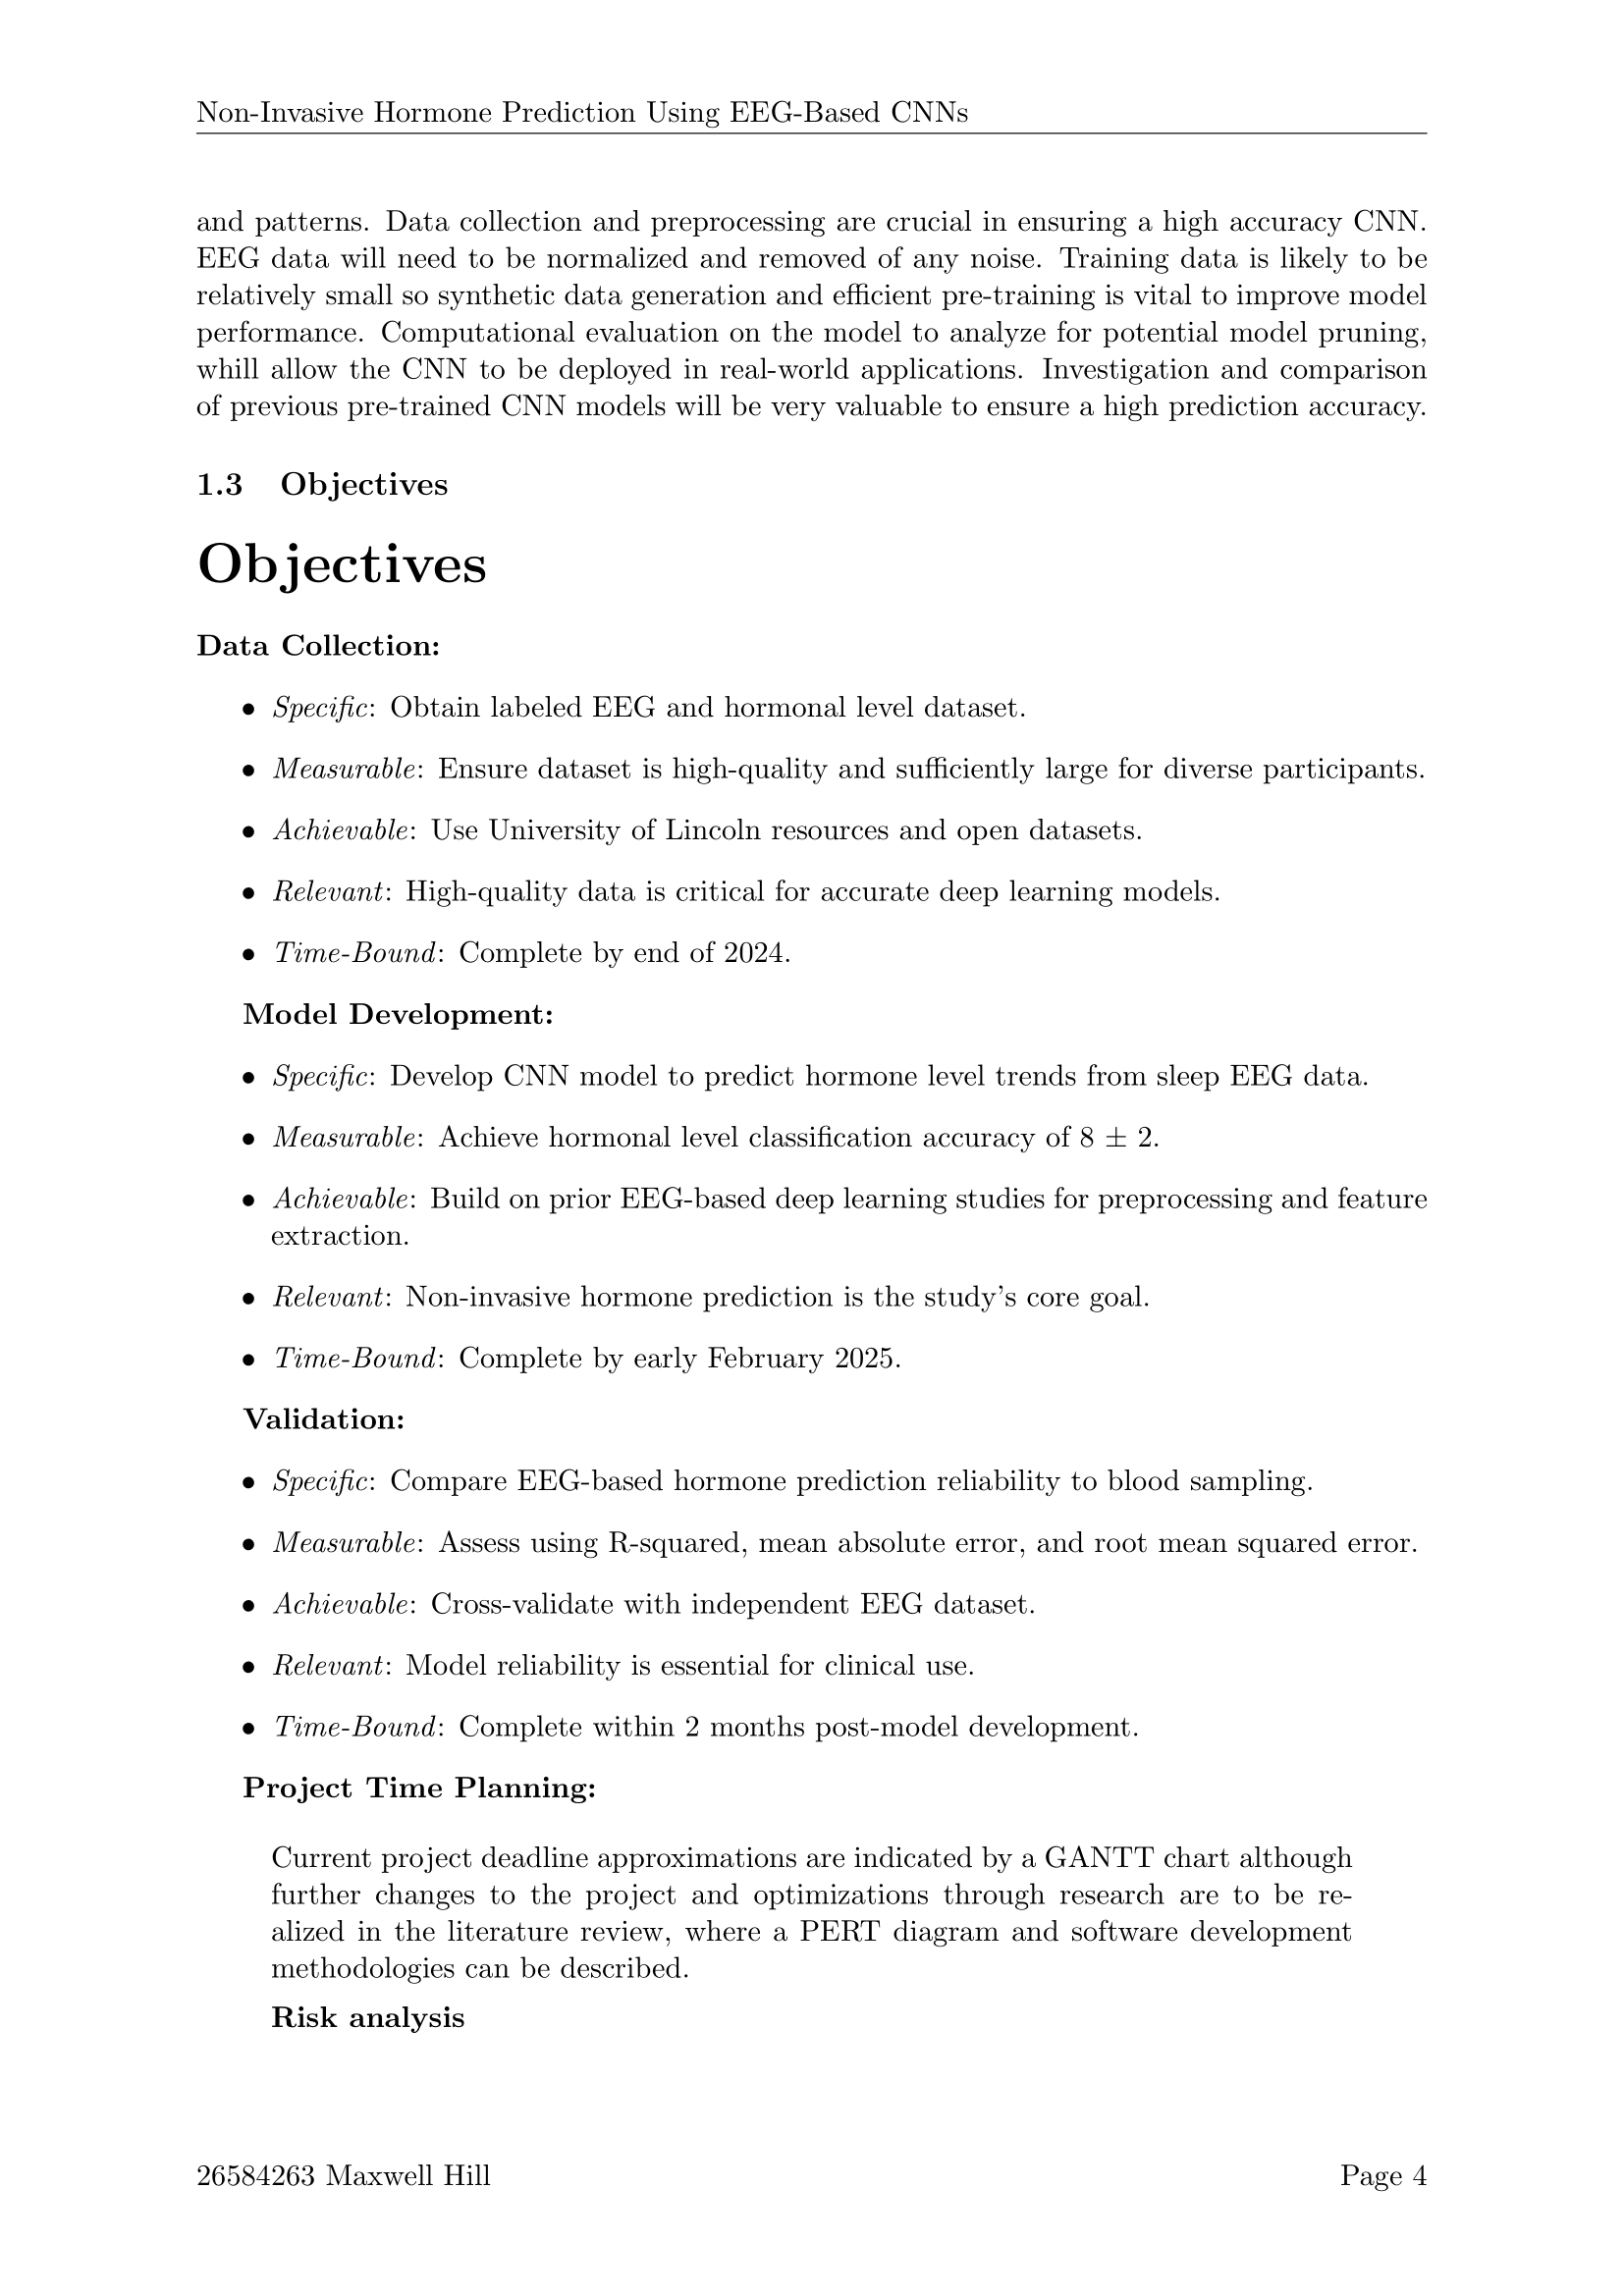 Non-Invasive Hormone Prediction Using EEG-Based CNNs
and patterns. Data collection and preprocessing are crucial in ensuring a high accuracy CNN.
EEG data will need to be normalized and removed of any noise. Training data is likely to be
relatively small so synthetic data generation and efficient pre-training is vital to improve model
performance. Computational evaluation on the model to analyze for potential model pruning,
whill allow the CNN to be deployed in real-world applications. Investigation and comparison
of previous pre-trained CNN models will be very valuable to ensure a high prediction accuracy.
1.3 Objectives
Objectives
Data Collection:
• Specific: Obtain labeled EEG and hormonal level dataset.
• Measurable: Ensure dataset is high-quality and sufficiently large for diverse participants.
• Achievable: Use University of Lincoln resources and open datasets.
• Relevant: High-quality data is critical for accurate deep learning models.
• Time-Bound: Complete by end of 2024.
Model Development:
• Specific: Develop CNN model to predict hormone level trends from sleep EEG data.
• Measurable: Achieve hormonal level classification accuracy of 8 ± 2.
• Achievable: Build on prior EEG-based deep learning studies for preprocessing and feature
extraction.
• Relevant: Non-invasive hormone prediction is the study's core goal.
• Time-Bound: Complete by early February 2025.
Validation:
• Specific: Compare EEG-based hormone prediction reliability to blood sampling.
• Measurable: Assess using R-squared, mean absolute error, and root mean squared error.
• Achievable: Cross-validate with independent EEG dataset.
• Relevant: Model reliability is essential for clinical use.
• Time-Bound: Complete within 2 months post-model development.
Project Time Planning:
Current project deadline approximations are indicated by a GANTT chart although
further changes to the project and optimizations through research are to be re-
alized in the literature review, where a PERT diagram and software development
methodologies can be described.
Risk analysis
26584263 Maxwell Hill Page 4